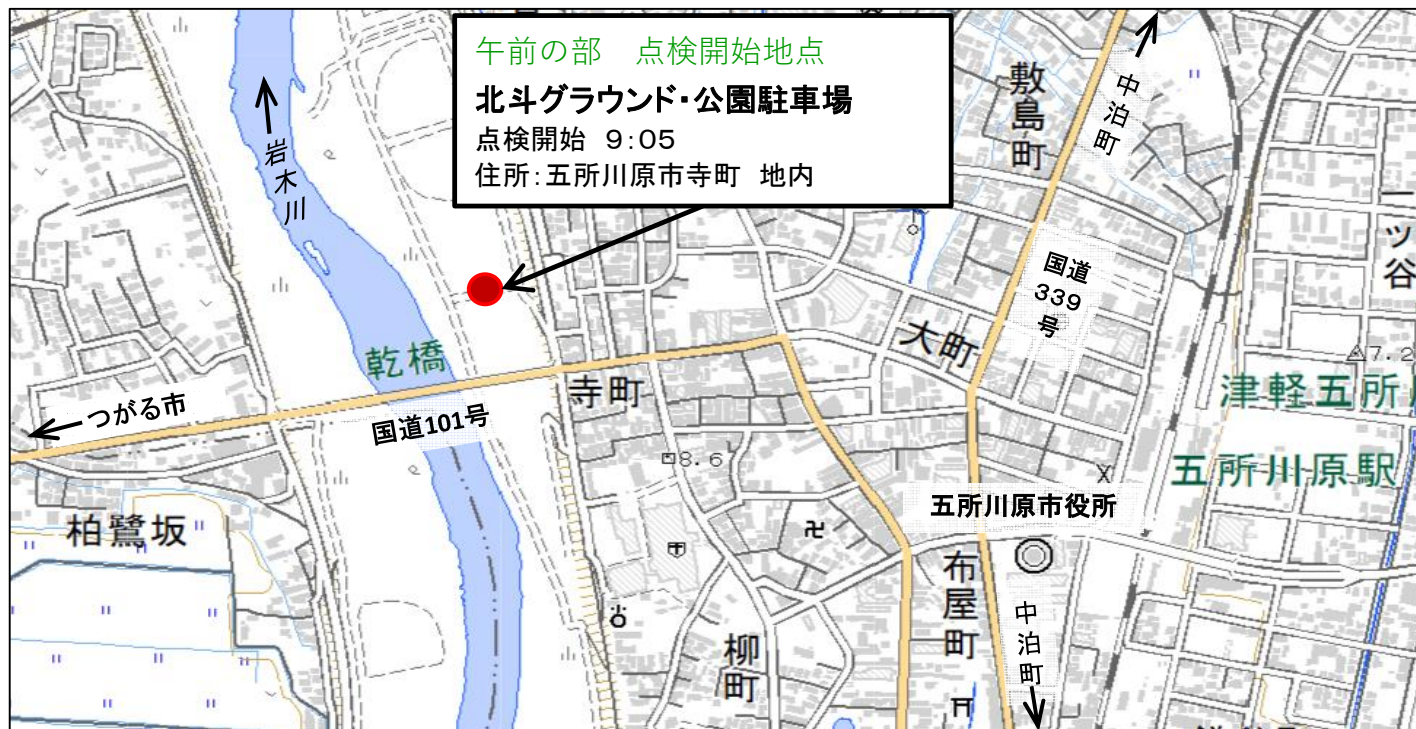 午前の部　点検開始地点
北斗グラウンド・公園駐車場
点検開始 9:05
住所:五所川原市寺町 地内
岩木川
敷島町
中泊町
一ツ谷
国道
339
号
大町
7.2
乾橋
津軽五所
つがる市
国道101号
寺町
8.6
五所川原駅
五所川原市役所
柏鷺坂
布屋町
中泊町
柳町